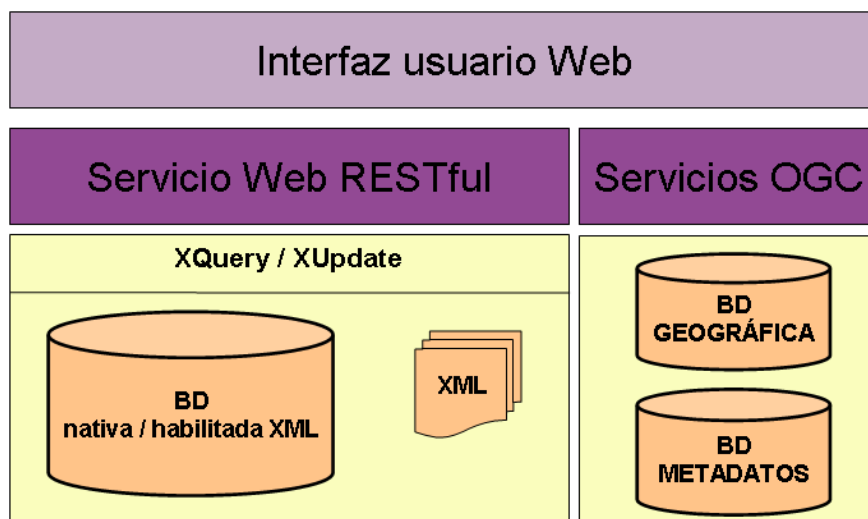 Interfaz usuario Web
Servicio Web RESTful
Servicios OGC
XQuery / XUpdate
BD
nativa / habilitada XML
XML
BD
GEOGRÁFICA
BD
METADATOS